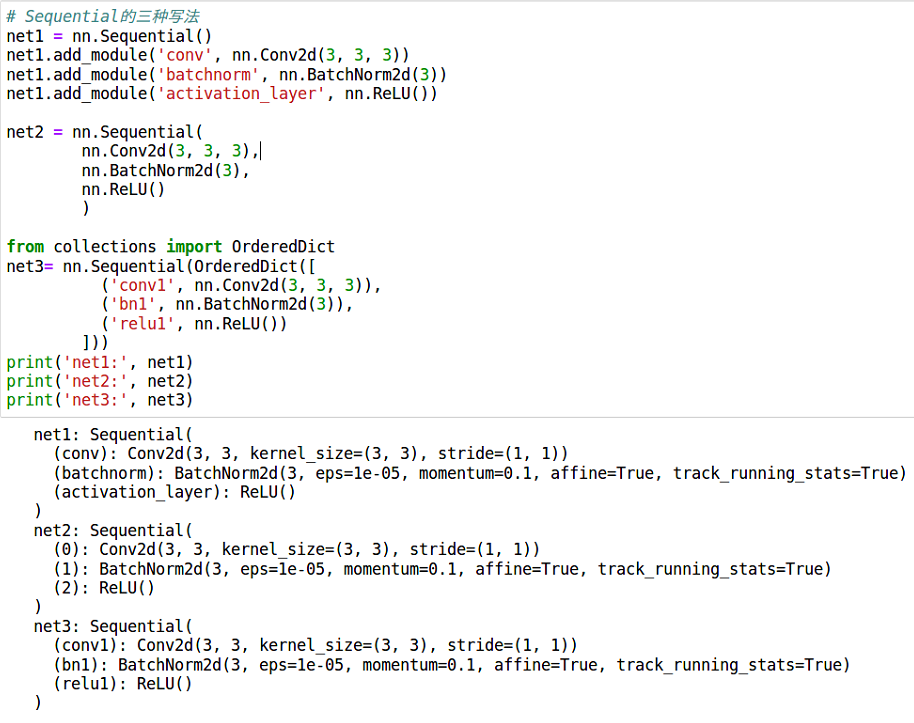 # Sequential的三种写法
net1 = nn.Sequential()
net1.add_module('conv', nn.Conv2d(3, 3, 3))
net1.add_module('batchnorm', nn.BatchNorm2d(3))
net1.add_module('activation_layer', nn.ReLU())

net2 = nn.Sequential(
        nn.Conv2d(3, 3, 3),
        nn.BatchNorm2d(3),
        nn.ReLU()
        )

from collections import OrderedDict
net3= nn.Sequential(OrderedDict([
          ('conv1', nn.Conv2d(3, 3, 3)),
          ('bn1', nn.BatchNorm2d(3)),
          ('relu1', nn.ReLU())
        ]))
print('net1:', net1)
print('net2:', net2)
print('net3:', net3)
net1: Sequential(
  (conv): Conv2d(3, 3, kernel_size=(3, 3), stride=(1, 1))
  (batchnorm): BatchNorm2d(3, eps=1e-05, momentum=0.1, affine=True, track_running_stats=True)
  (activation_layer): ReLU()
)
net2: Sequential(
  (0): Conv2d(3, 3, kernel_size=(3, 3), stride=(1, 1))
  (1): BatchNorm2d(3, eps=1e-05, momentum=0.1, affine=True, track_running_stats=True)
  (2): ReLU()
)
net3: Sequential(
  (conv1): Conv2d(3, 3, kernel_size=(3, 3), stride=(1, 1))
  (bn1): BatchNorm2d(3, eps=1e-05, momentum=0.1, affine=True, track_running_stats=True)
  (relu1): ReLU()
)